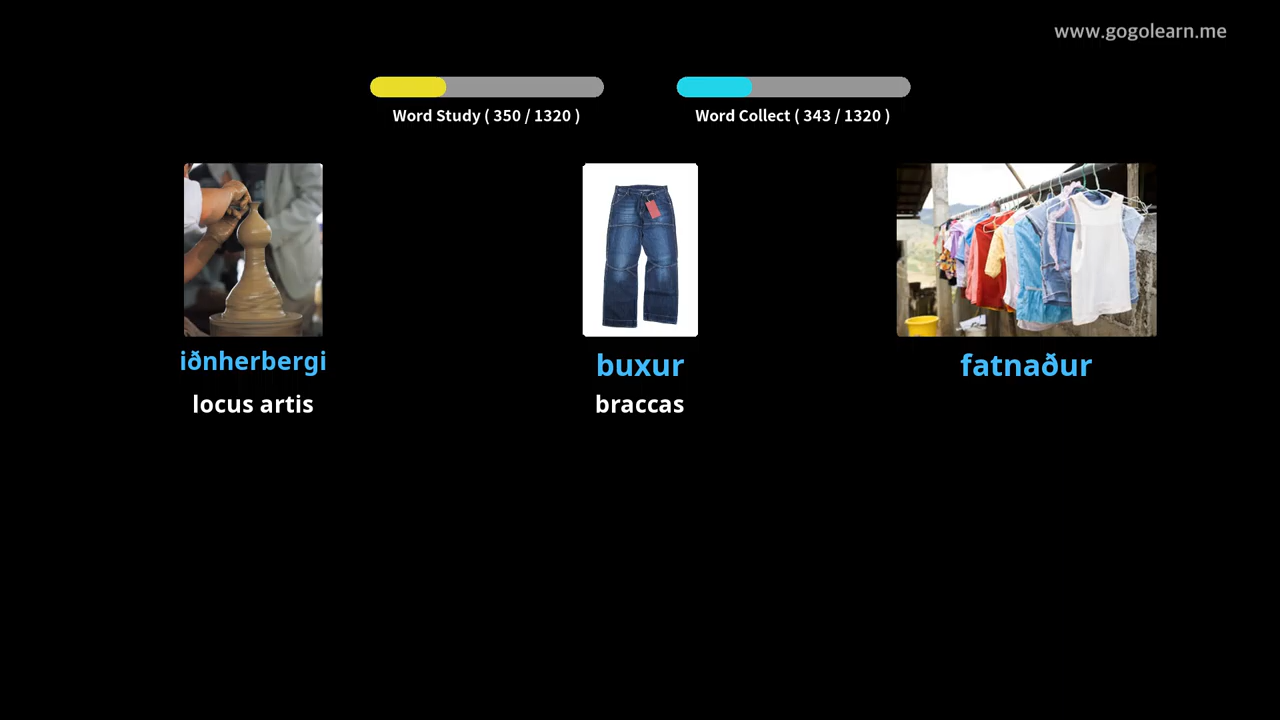 www.gogolearn.me
Word Study ( 350 / 1320 )
Word Collect ( 343 / 1320 )
iðnherbergi
locus artis
buxur
braccas
fatnaður